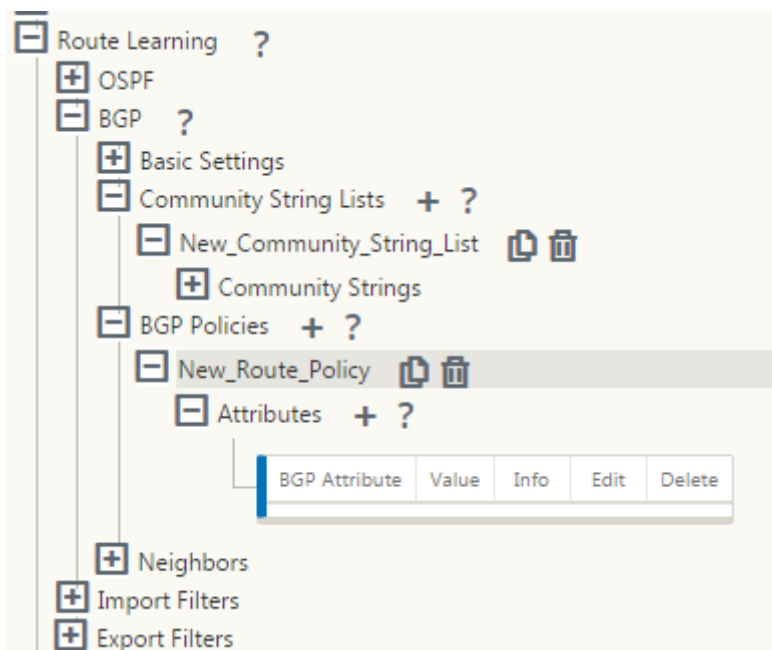 Route Learning ?
OSPF
BGP ?
Basic Settings
Community String Lists + ?
New_Community_String_List
Community Strings
BGP Policies + ?
New_Route_Policy
Attributes + ?
BGP Attribute Value Info Edit Delete
Neighbors
Import Filters
Export Filters